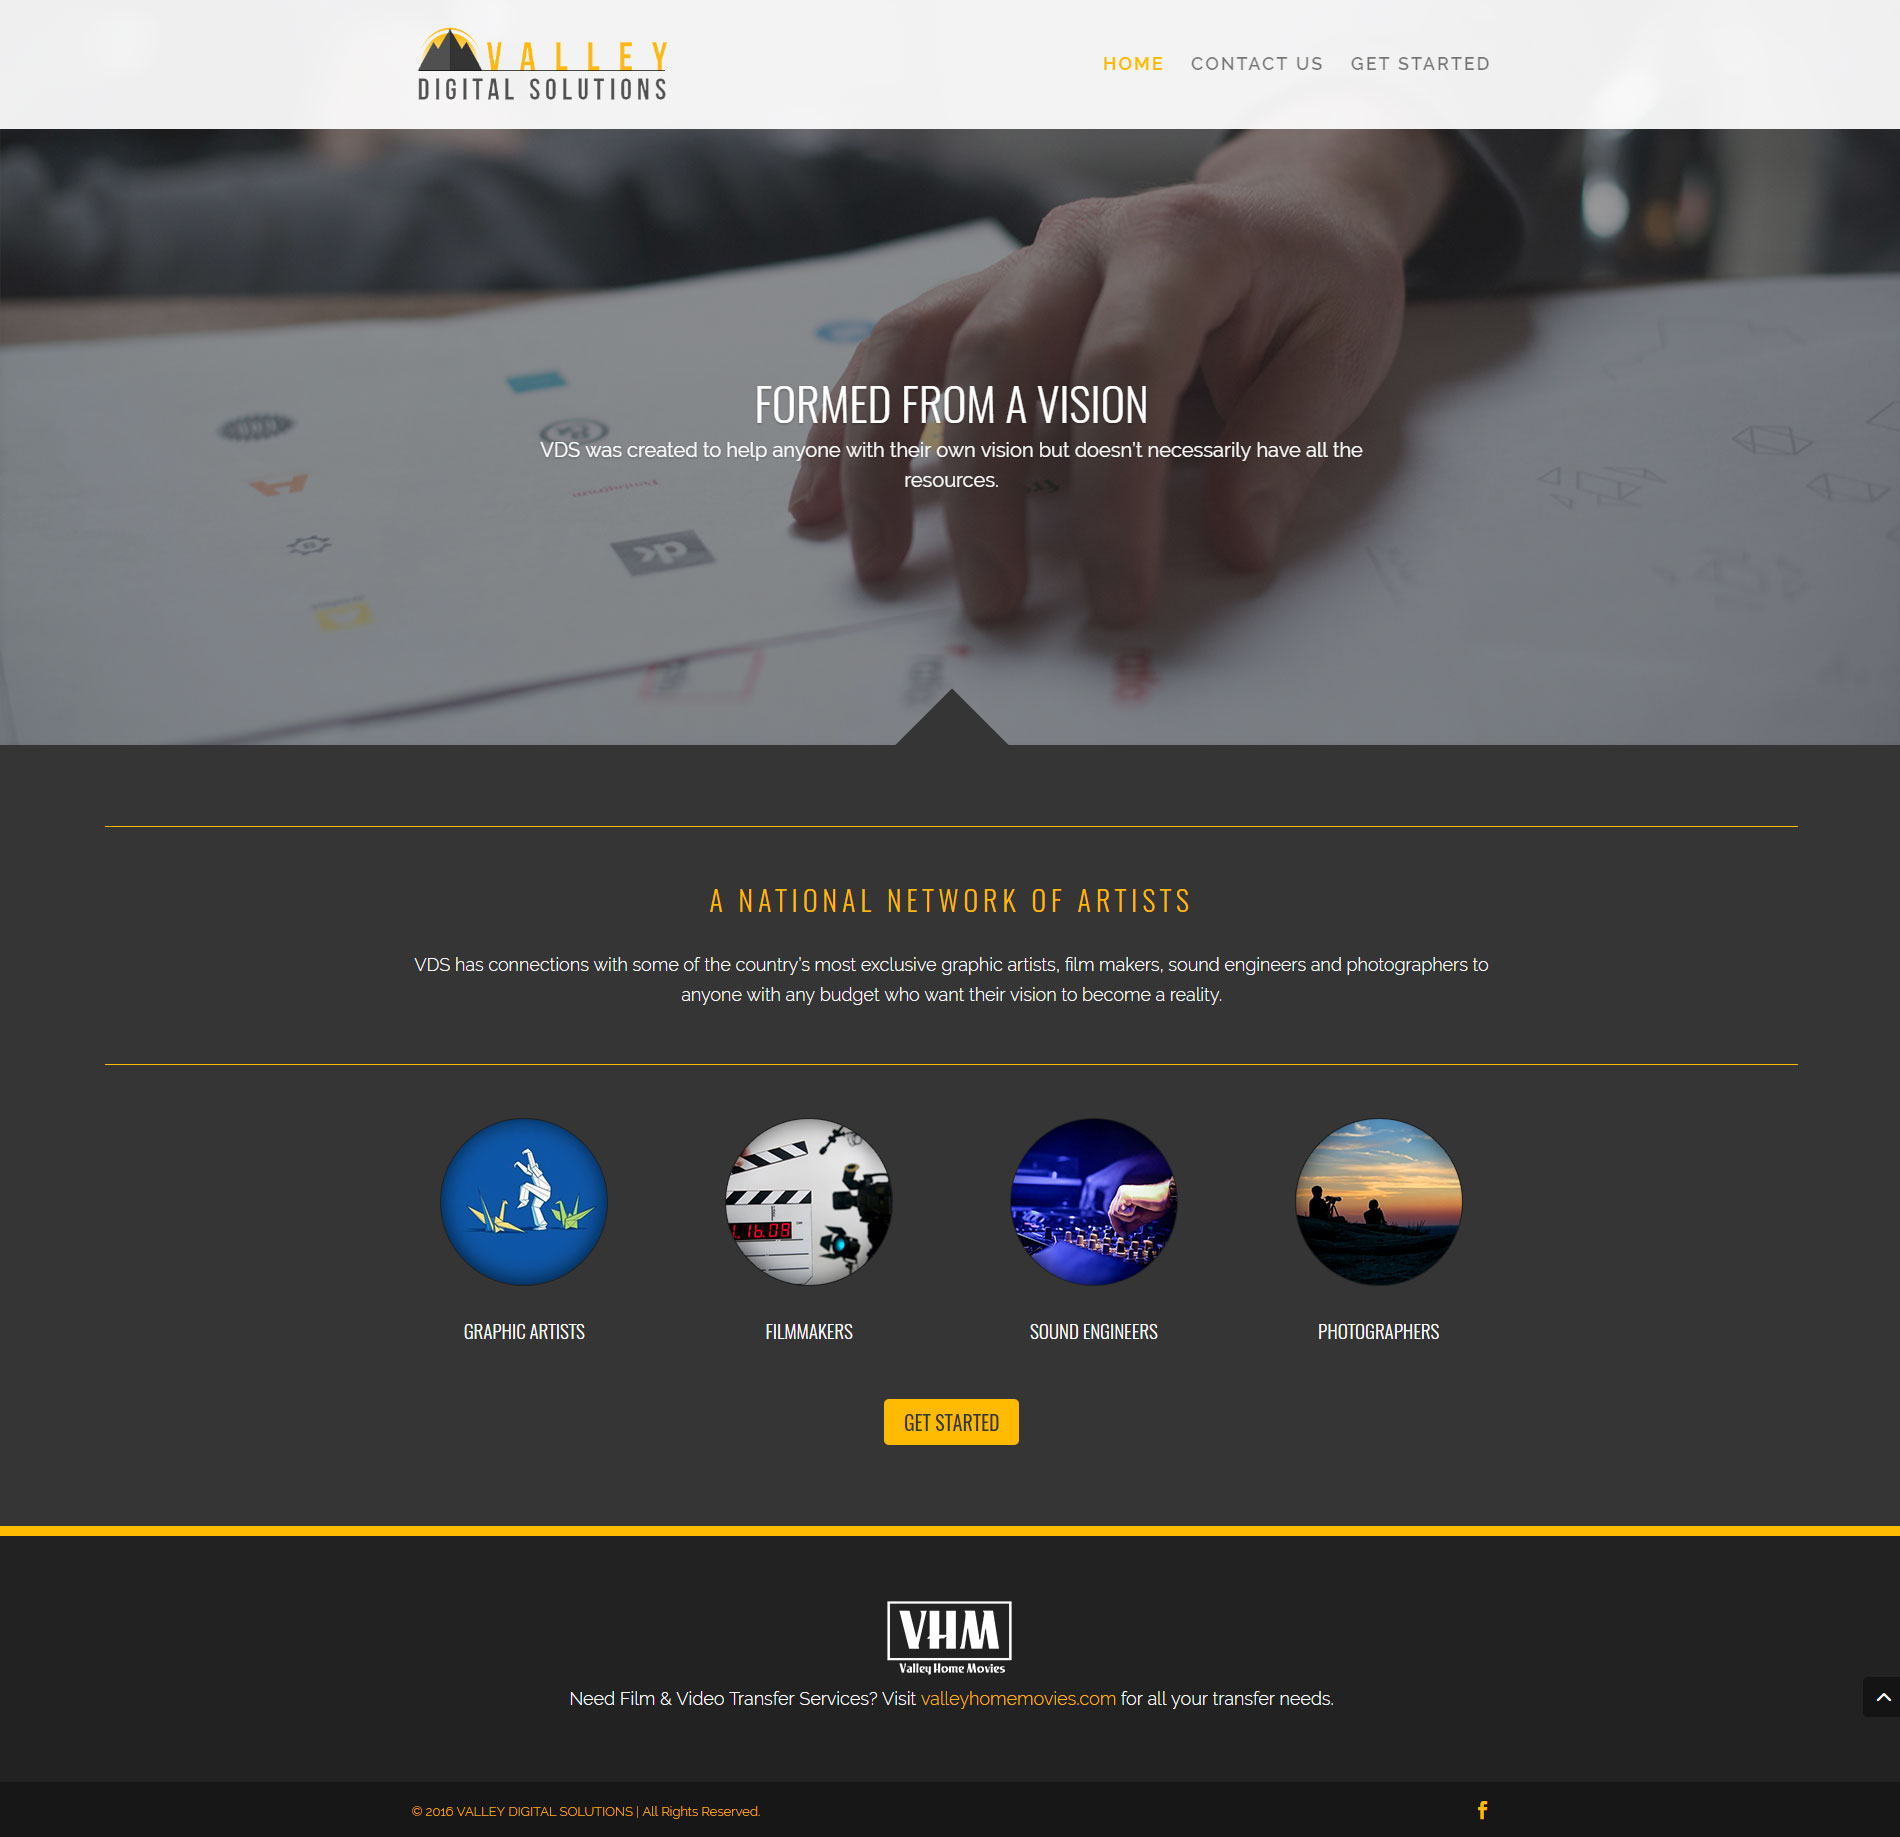 VALLEY
DIGITAL SOLUTIONS
HOME CONTACT US GET STARTED
FORMED FROM A VISION
VDS was created to help anyone with their own vision but doesn't necessarily have all the
resources.
dk
A NATIONAL NETWORK OF ARTISTS
VDS has connections with some of the country's most exclusive graphic artists, film makers, sound engineers and photographers to
anyone with any budget who want their vision to become a reality.
GRAPHIC ARTISTS
FILMMAKERS
SOUND ENGINEERS
PHOTOGRAPHERS
GET STARTED
VHM
Valley Home Movies
Need Film & Video Transfer Services? Visit valleyhomemovies.com for all your transfer needs.
© 2016 VALLEY DIGITAL SOLUTIONS | All Rights Reserved.
f